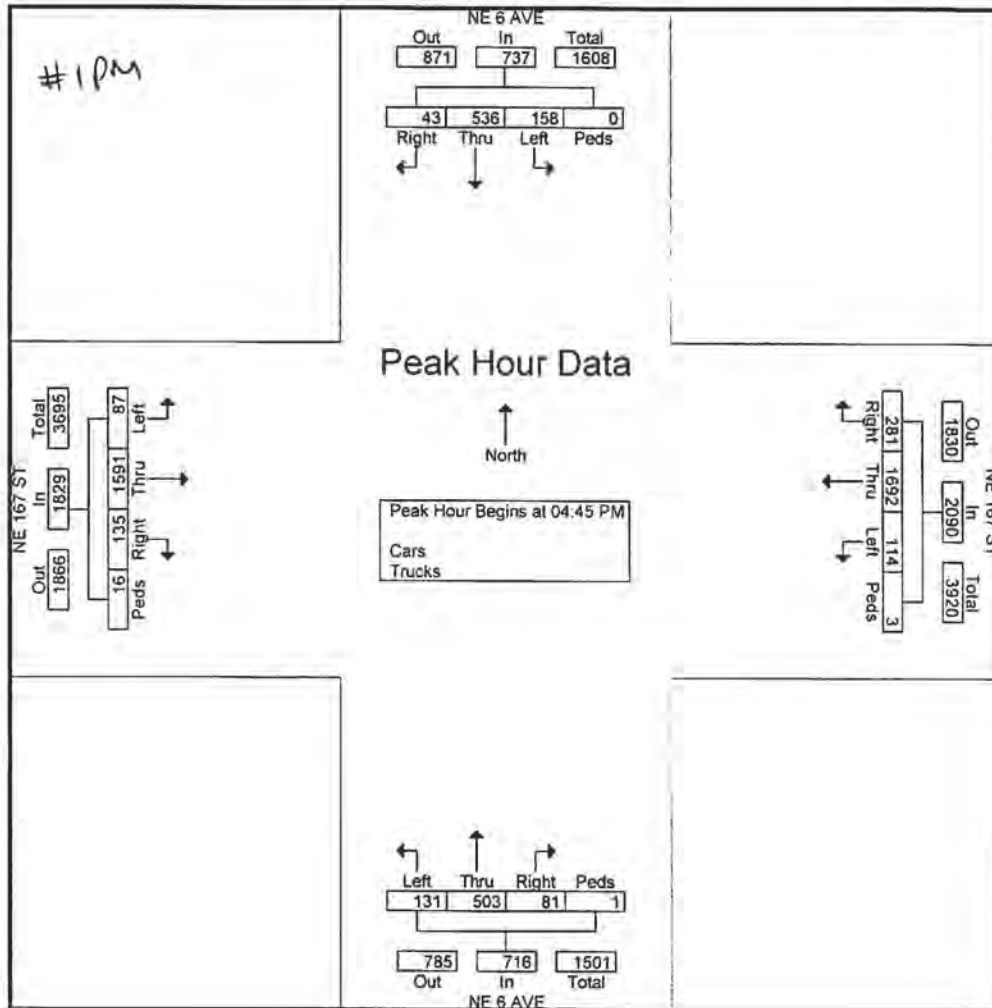 #1PM
NE 6 AVE
Out In Total
871 737 1608
43 536 158 0
Right Thru Left Peds
Peak Hour Data
North
Peak Hour Begins at 04:45 PM
Cars
Trucks
NE 167 ST
Total In Out
3695 1829 1866
87 1591 135 16
Left Thru Right Peds
NE 167 ST
Out In Total
1830 2090 3920
281 1692 114 3
Right Thru Left Peds
Left Thru Right Peds
131 503 81 1
785 716 1501
Out In Total
NE 6 AVE